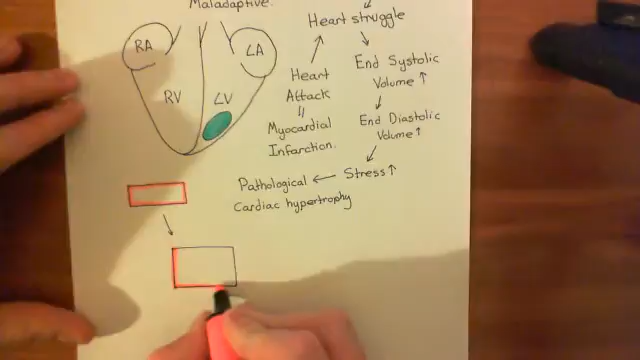 Maladaptive.
Heart struggle
RA
LA
End Systolic
Volume ↑
Heart
Attack
RV
LV
End Diastolic
Volume ↑
Myocardial
Infarction.
Stress ↑
Pathological
Cardiac hypertrophy